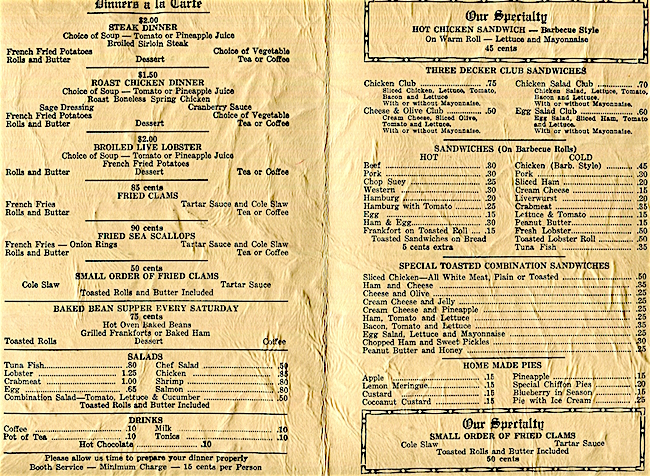 Dinners a la Carte
$2.00
STEAK DINNER
Choice of Soup — Tomato or Pineapple Juice
Broiled Sirloin Steak
French Fried Potatoes Choice of Vegetable
Rolls and Butter Dessert Tea or Coffee
$1.50
ROAST CHICKEN DINNER
Choice of Soup — Tomato or Pineapple Juice
Roast Boneless Spring Chicken
Sage Dressing Cranberry Sauce
French Fried Potatoes Choice of Vegetable
Rolls and Butter Dessert Tea or Coffee
$2.00
BROILED LIVE LOBSTER
Choice of Soup — Tomato or Pineapple Juice
French Fried Potatoes
Rolls and Butter Dessert Tea or Coffee
85 cents
FRIED CLAMS
French Fries Tartar Sauce and Cole Slaw
Rolls and Butter Tea or Coffee
90 cents
FRIED SEA SCALLOPS
French Fries — Onion Rings Tartar Sauce and Cole Slaw
Rolls and Butter Tea or Coffee
50 cents
SMALL ORDER OF FRIED CLAMS
Cole Slaw Tartar Sauce
Toasted Rolls and Butter Included
BAKED BEAN SUPPER EVERY SATURDAY
75 cents
Hot Oven Baked Beans
Grilled Frankforts or Baked Ham
Toasted Rolls Dessert Coffee
SALADS
Tuna Fish .80 Chef Salad .50
Lobster 1.25 Chicken .85
Crabmeat 1.00 Shrimp .80
Egg .65 Salmon .80
Combination Salad—Tomato, Lettuce & Cucumber .50
Toasted Rolls and Butter Included
DRINKS
Coffee .10 Milk .10
Pot of Tea .10 Tonics .10
Hot Chocolate .10
Please allow us time to prepare your dinner properly
Booth Service — Minimum Charge — 15 cents per Person
Our Specialty
HOT CHICKEN SANDWICH — Barbecue Style
On Warm Roll — Lettuce and Mayonnaise
45 cents
THREE DECKER CLUB SANDWICHES
Chicken Club .75 Chicken Salad Club .70
Sliced Chicken, Lettuce, Tomato, Chicken Salad, Lettuce, Tomato,
Bacon and Lettuce Bacon and Lettuce.
With or without Mayonnaise. With or without Mayonnaise.
Cheese & Olive Club .50 Egg Salad Club .60
Cream Cheese, Sliced Olive, Egg Salad, Sliced Ham, Tomato
Tomato and Lettuce. and Lettuce.
With or without Mayonnaise. With or without Mayonnaise.
SANDWICHES (On Barbecue Rolls)
HOT COLD
Beef .30 Chicken (Barb. Style) .45
Pork .30 Pork .30
Chop Suey .25 Sliced Ham .20
Western .30 Cream Cheese .15
Hamburg .20 Liverwurst .20
Hamburg with Tomato .25 Crabmeat .35
Egg .15 Lettuce & Tomato .15
Ham & Egg .30 Peanut Butter .15
Frankfort on Toasted Roll .15 Fresh Lobster .50
Toasted Sandwiches on Bread Toasted Lobster Roll .50
5 cents extra Tuna Fish .35
SPECIAL TOASTED COMBINATION SANDWICHES
Sliced Chicken—All White Meat, Plain or Toasted .50
Ham and Cheese .35
Cheese and Olive .25
Cream Cheese and Jelly .25
Cream Cheese and Pineapple .25
Ham, Tomato and Lettuce .25
Bacon, Tomato and Lettuce .35
Egg Salad, Lettuce and Mayonnaise .25
Chopped Ham and Sweet Pickles .30
Peanut Butter and Honey .25
HOME MADE PIES
Apple .15 Pineapple .15
Lemon Meringue .15 Special Chiffon Pies .20
Custard .15 Blueberry in Season .15
Cocoanut Custard .15 Pie with Ice Cream .25
Our Specialty
SMALL ORDER OF FRIED CLAMS
Cole Slaw Tartar Sauce
Toasted Rolls and Butter Included
50 cents